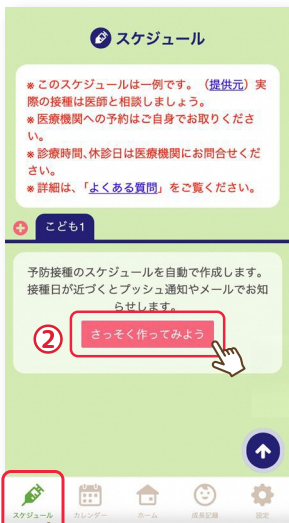 スケジュール
※このスケジュールは一例です。（提供元）実
際の接種は医師と相談しましょう。
※医療機関への予約はご自身でお取りくださ
い。
※診療時間、休診日は医療機関にお問合せくだ
さい。
※詳細は、「よくある質問」をご覧ください。
こども1
予防接種のスケジュールを自動で作成します。
接種日が近づくとプッシュ通知やメールでお知
らせします。
② さっそく作ってみよう
スケジュール カレンダー ホーム 成長記録 設定